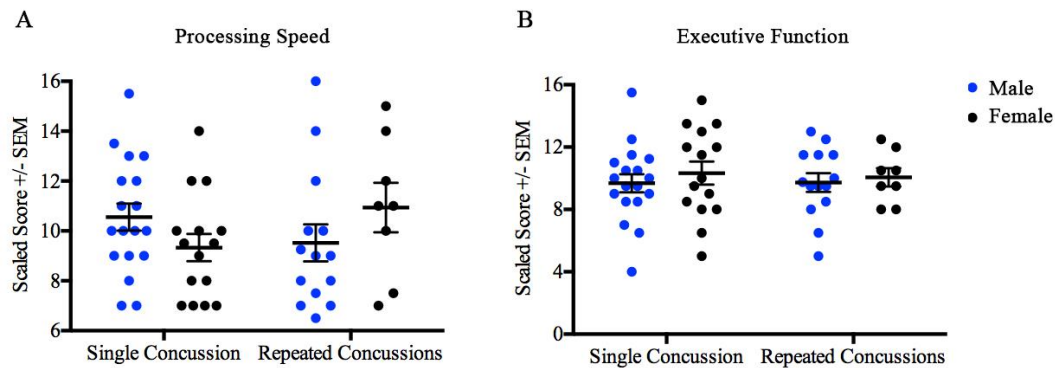 A
Processing Speed
Scaled Score +/- SEM
16
14
12
10
8
6
Single Concussion
Repeated Concussions
B
Executive Function
Scaled Score +/- SEM
16
12
8
4
0
Single Concussion
Repeated Concussions
Male
Female